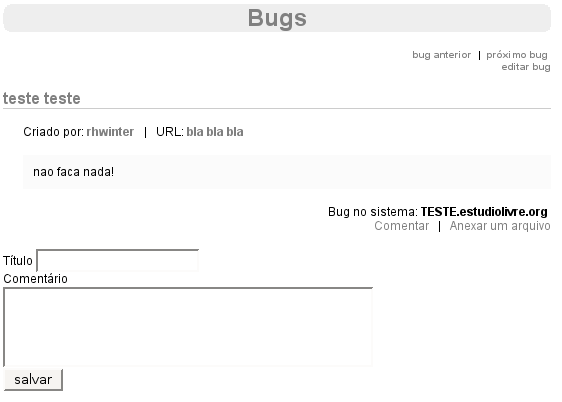 Bugs
bug anterior | próximo bug
editar bug
teste teste
Criado por: rhwinter | URL: bla bla bla
nao faca nada!
Bug no sistema: TESTE.estudiolivre.org
Comentar | Anexar um arquivo
Título
Comentário
salvar